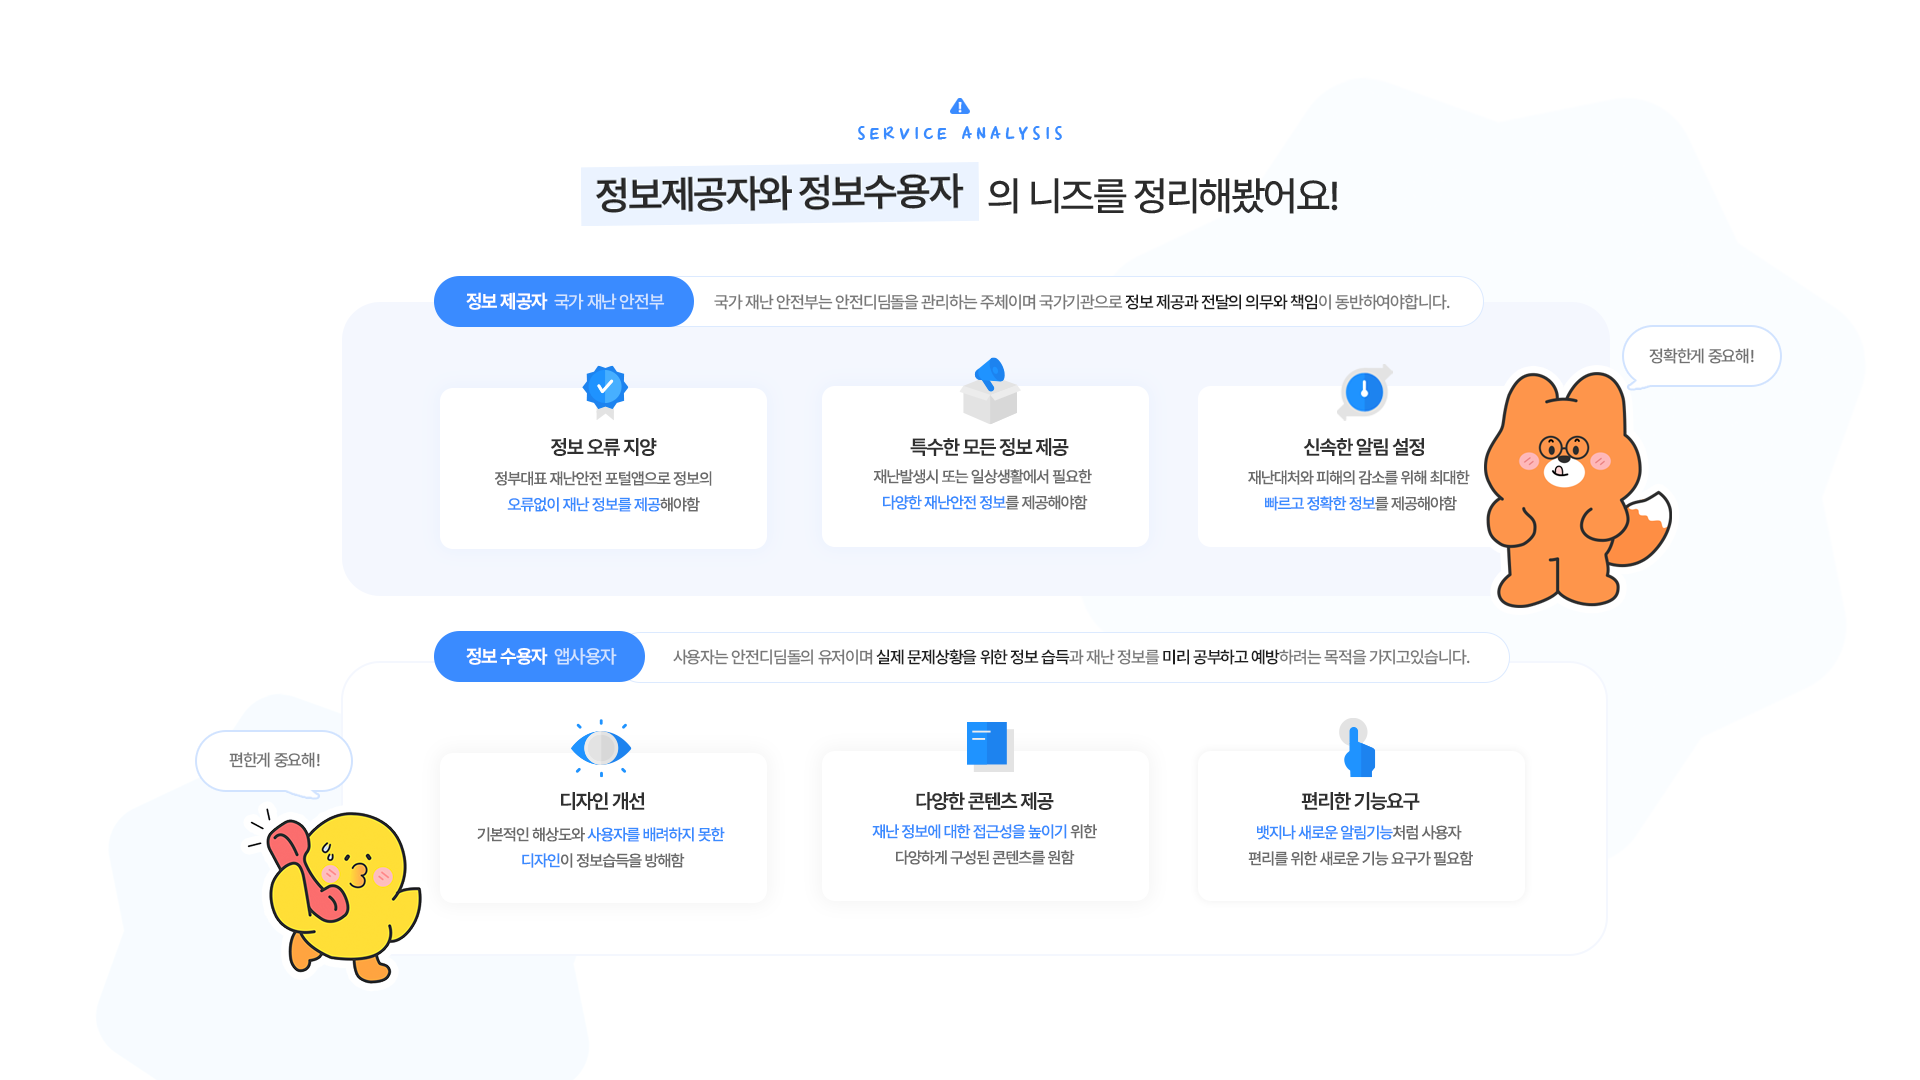 SERVICE ANALYSIS
정보제공자와 정보수용자 의 니즈를 정리해봤어요!
정보 제공자 국가 재난 안전부
국가 재난 안전부는 안전디딤돌을 관리하는 주체이며 국가기관으로 정보 제공과 전달의 의무와 책임이 동반하여야합니다.
정확한게 중요해!
정보 오류 지양
정부대표 재난안전 포털앱으로 정보의
오류없이 재난 정보를 제공해야함
특수한 모든 정보 제공
재난발생시 또는 일상생활에서 필요한
다양한 재난안전 정보를 제공해야함
신속한 알림 설정
재난대처와 피해의 감소를 위해 최대한
빠르고 정확한 정보를 제공해야함
정보 수용자 앱사용자
사용자는 안전디딤돌의 유저이며 실제 문제상황을 위한 정보 습득과 재난 정보를 미리 공부하고 예방하려는 목적을 가지고있습니다.
편한게 중요해!
디자인 개선
기본적인 해상도와 사용자를 배려하지 못한
디자인이 정보습득을 방해함
다양한 콘텐츠 제공
재난 정보에 대한 접근성을 높이기 위한
다양하게 구성된 콘텐츠를 원함
편리한 기능요구
뱃지나 새로운 알림기능처럼 사용자
편리를 위한 새로운 기능 요구가 필요함